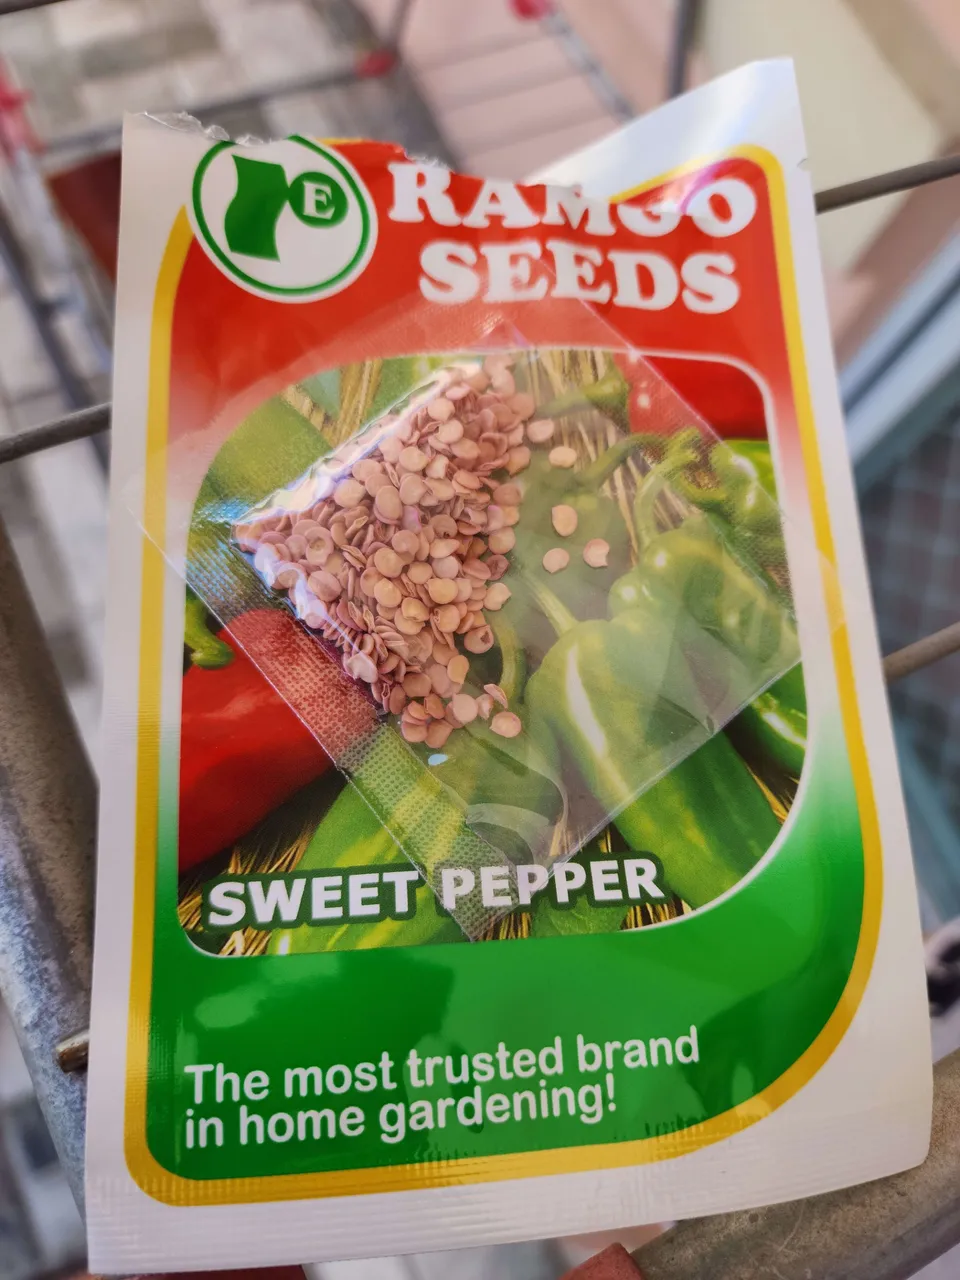 E
RAMGO
SEEDS
SWEET PEPPER
The most trusted brand
in home gardening!